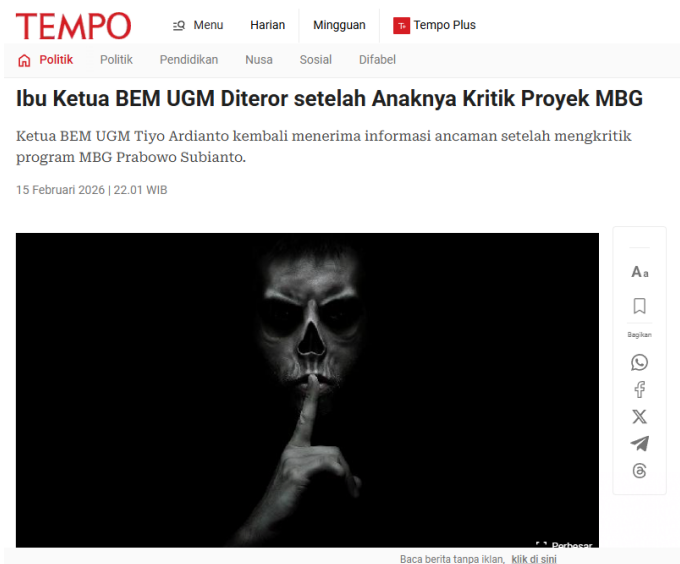 TEMPO
Menu Harian Mingguan Tempo Plus
Politik Politik Pendidikan Nusa Sosial Difabel
Ibu Ketua BEM UGM Diteror setelah Anaknya Kritik Proyek MBG
Ketua BEM UGM Tiyo Ardianto kembali menerima informasi ancaman setelah mengkritik
program MBG Prabowo Subianto.
15 Februari 2026 | 22.01 WIB
Aa
Bagikan
Perbesar
Baca berita tanpa iklan, klik di sini